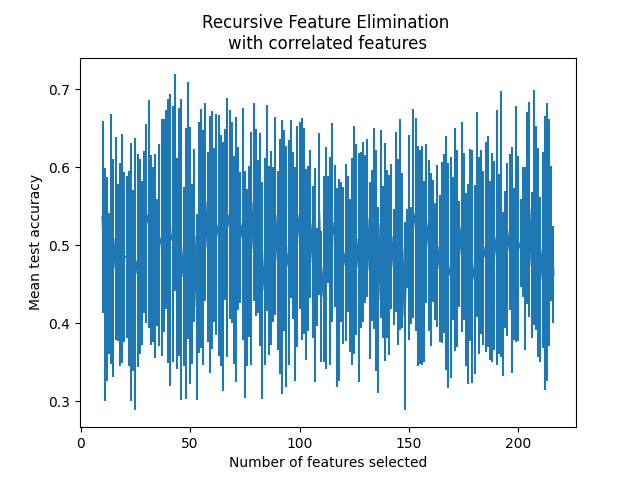 Recursive Feature Elimination
with correlated features
Mean test accuracy
0.7
0.6
0.5
0.4
0.3
0
50
100
150
200
Number of features selected